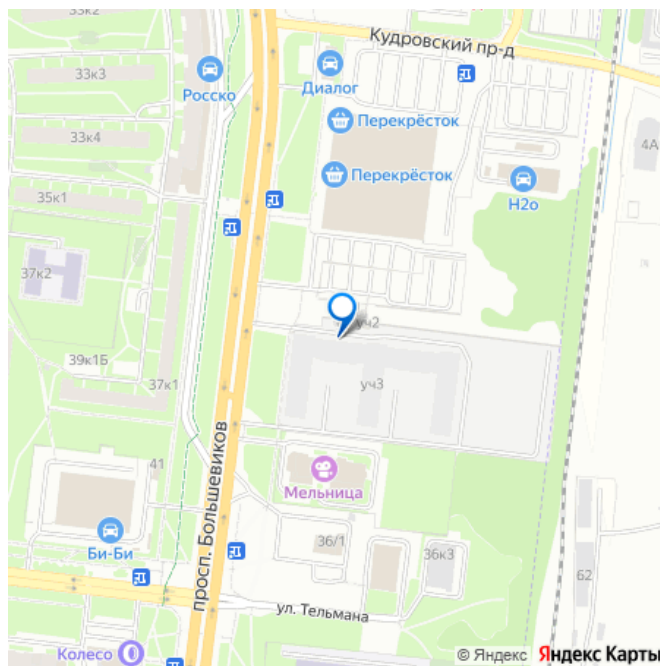 33к2
Кудровский пр-д
33к3
Росско
Диалог
33к4
Перекрёсток
4А
Перекрёсток
35к1
Н2о
37к2
уч2
39к1Б
37к1
уч3
просп. Большевиков
41
Мельница
Би-Би
36/1
36к3
62
ул. Тельмана
Колесо
© Яндекс Яндекс Карты